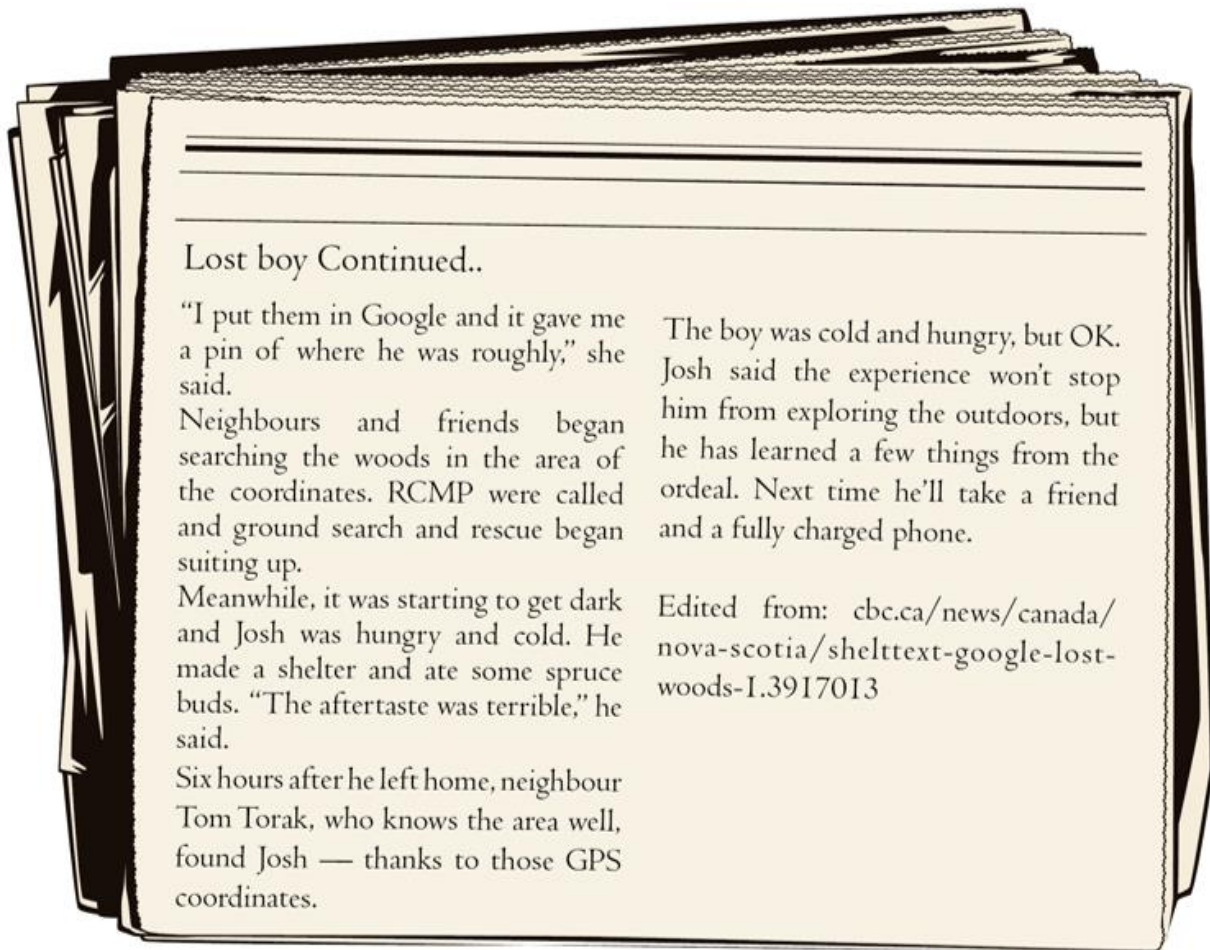 Lost boy Continued..
“I put them in Google and it gave me
a pin of where he was roughly,” she
said.
Neighbours and friends began
searching the woods in the area of
the coordinates. RCMP were called
and ground search and rescue began
suiting up.
Meanwhile, it was starting to get dark
and Josh was hungry and cold. He
made a shelter and ate some spruce
buds. “The aftertaste was terrible,” he
said.
Six hours after he left home, neighbour
Tom Torak, who knows the area well,
found Josh — thanks to those GPS
coordinates.
The boy was cold and hungry, but OK.
Josh said the experience won’t stop
him from exploring the outdoors, but
he has learned a few things from the
ordeal. Next time he’ll take a friend
and a fully charged phone.
Edited from: cbc.ca/news/canada/
nova-scotia/shelttext-google-lost-
woods-1.3917013